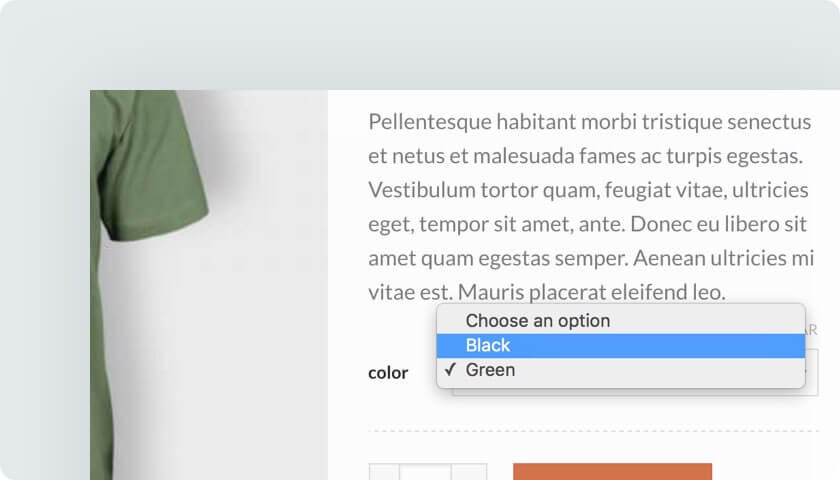 Pellentesque habitant morbi tristique senectus
et netus et malesuada fames ac turpis egestas.
Vestibulum tortor quam, feugiat vitae, ultricies
eget, tempor sit amet, ante. Donec eu libero sit
amet quam egestas semper. Aenean ultricies mi
vitae est. Mauris placerat eleifend leo.
Choose an option
Black
color
✓ Green